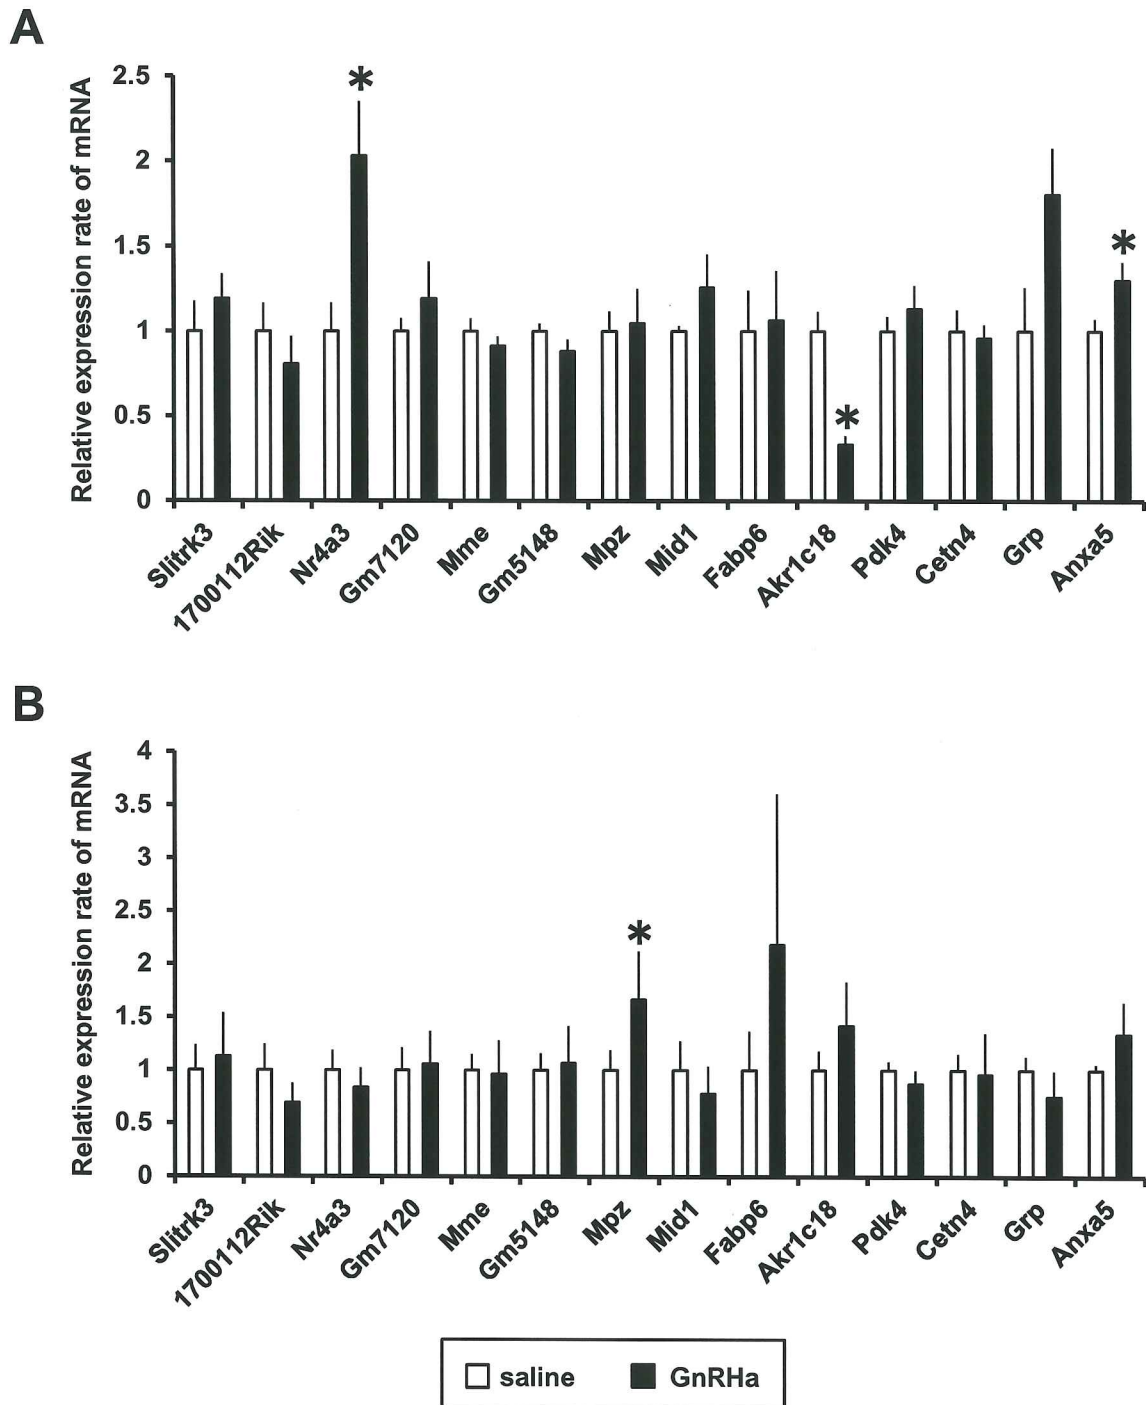 A
Relative expression rate of mRNA
2.5
2
1.5
1
0.5
0
*
*
*
Slitrk3
1700112Rik
Nr4a3
Gm7120
Mme
Gm5148
Mpz
Mid1
Fabp6
Akr1c18
Pdk4
Cetn4
Grp
Anxa5
B
Relative expression rate of mRNA
4
3.5
3
2.5
2
1.5
1
0.5
0
*
Slitrk3
1700112Rik
Nr4a3
Gm7120
Mme
Gm5148
Mpz
Mid1
Fabp6
Akr1c18
Pdk4
Cetn4
Grp
Anxa5
saline GnRHa